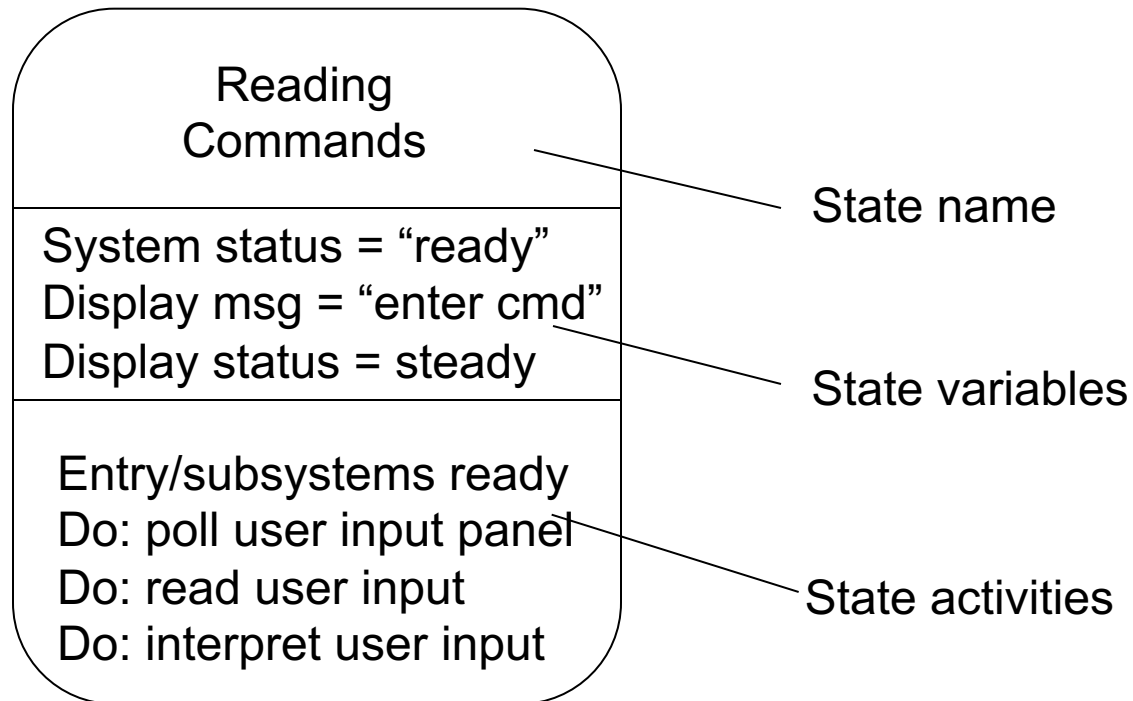 Reading
Commands
State name
System status = “ready”
Display msg = “enter cmd”
Display status = steady
State variables
Entry/subsystems ready
Do: poll user input panel
Do: read user input
Do: interpret user input
State activities